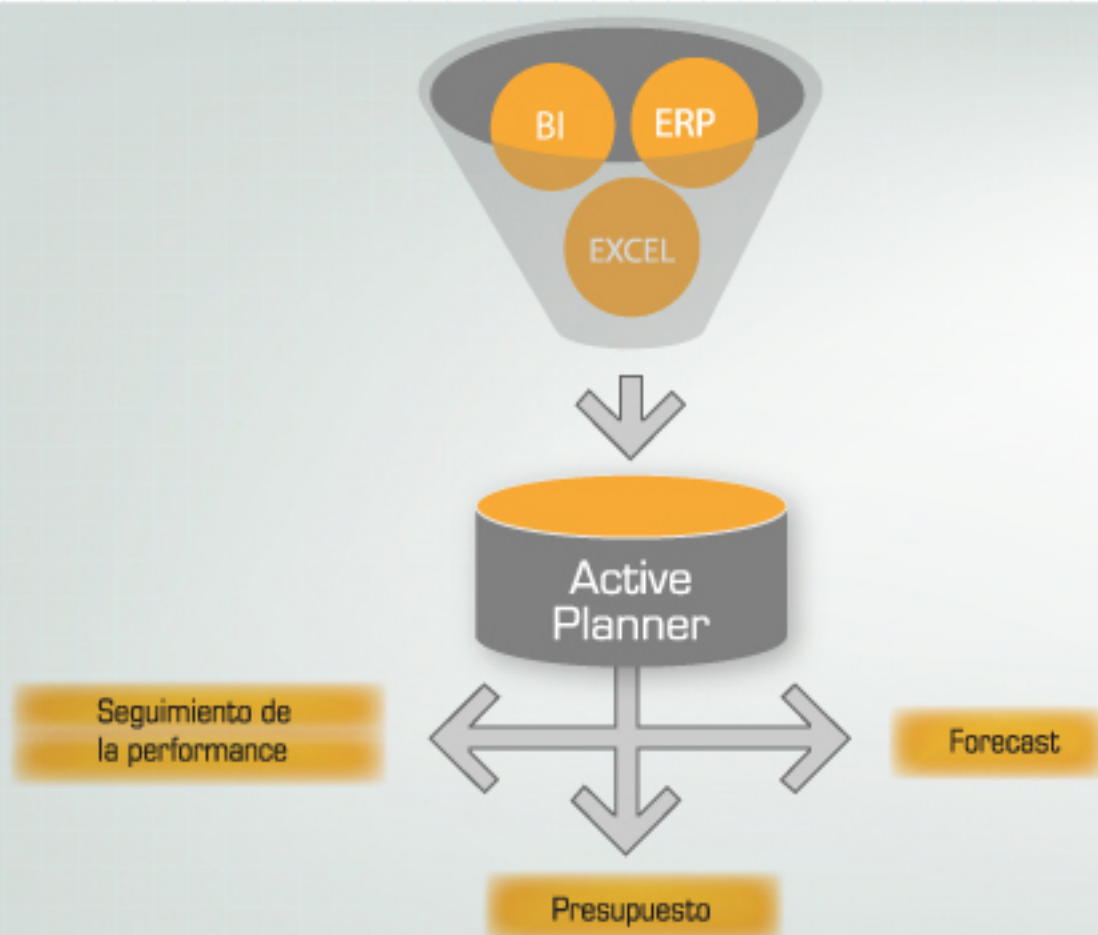 BI
ERP
EXCEL
Active
Planner
Seguimiento de
la performance
Forecast
Presupuesto